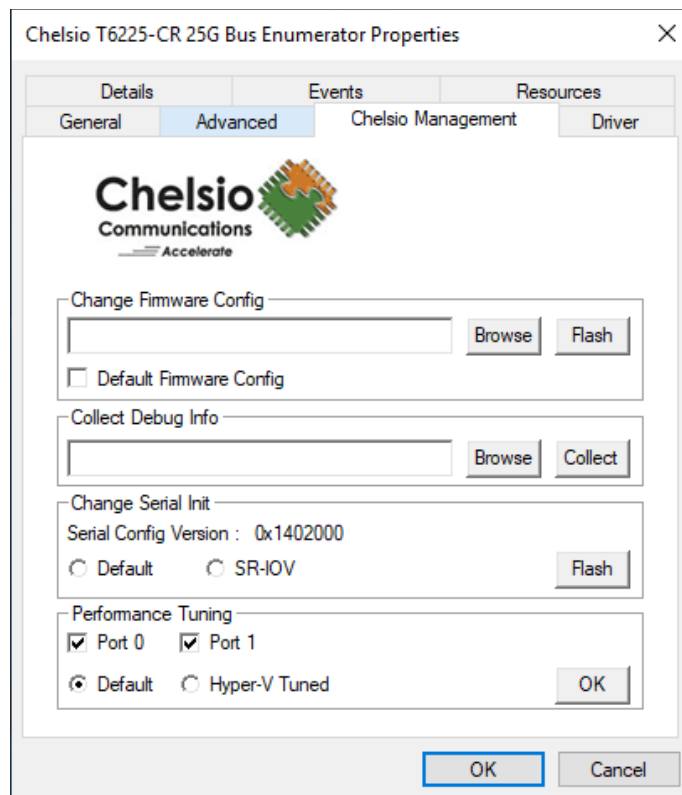 Chelsio T6225-CR 25G Bus Enumerator Properties
Details Events Resources
General Advanced Chelsio Management Driver
Chelsio
Communications
Accelerate
Change Firmware Config
Browse Flash
Default Firmware Config
Collect Debug Info
Browse Collect
Change Serial Init
Serial Config Version : 0x1402000
Default SR-IOV Flash
Performance Tuning
Port 0 Port 1
Default Hyper-V Tuned OK
OK Cancel